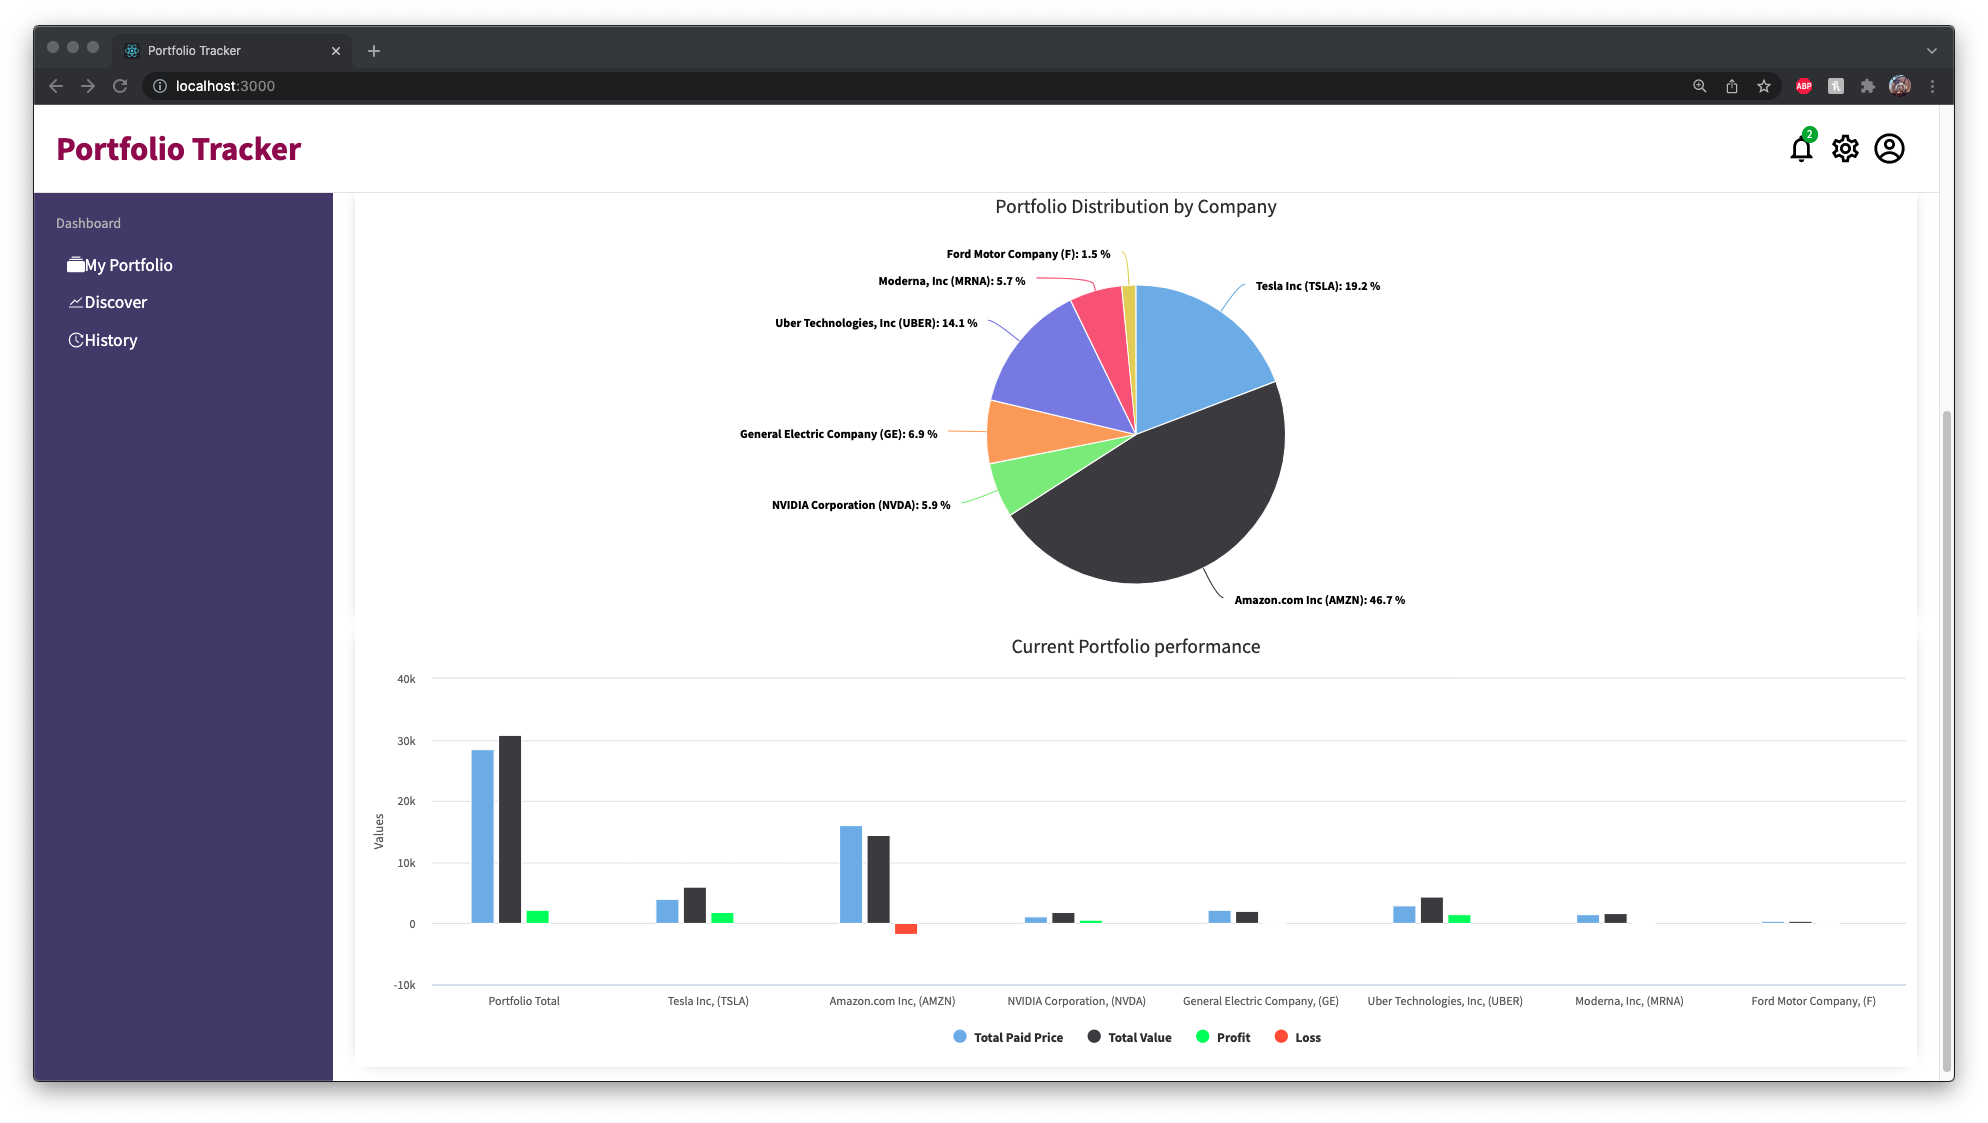 Portfolio Tracker
localhost:3000
ABP
Portfolio Tracker
2
Dashboard
My Portfolio
Discover
History
Portfolio Distribution by Company
Ford Motor Company (F): 1.5 %
Moderna, Inc (MRNA): 5.7 %
Tesla Inc (TSLA): 19.2 %
Uber Technologies, Inc (UBER): 14.1 %
General Electric Company (GE): 6.9 %
NVIDIA Corporation (NVDA): 5.9 %
Amazon.com Inc (AMZN): 46.7 %
Current Portfolio performance
40k
30k
20k
10k
0
-10k
Values
Portfolio Total
Tesla Inc, (TSLA)
Amazon.com Inc, (AMZN)
NVIDIA Corporation, (NVDA)
General Electric Company, (GE)
Uber Technologies, Inc, (UBER)
Moderna, Inc, (MRNA)
Ford Motor Company, (F)
Total Paid Price
Total Value
Profit
Loss